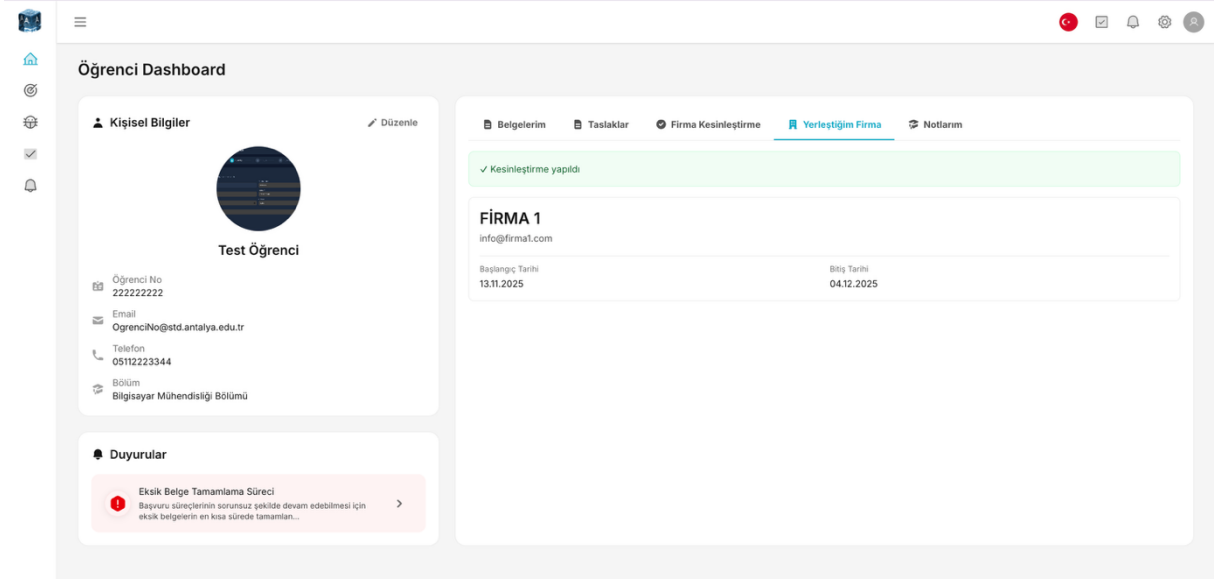 Öğrenci Dashboard
Kişisel Bilgiler
Düzenle
Test Öğrenci
Öğrenci No
222222222
Email
OgrenciNo@std.antalya.edu.tr
Telefon
05112223344
Bölüm
Bilgisayar Mühendisliği Bölümü
Duyurular
Eksik Belge Tamamlama Süreci
Başvuru süreçlerinin sorunsuz şekilde devam edebilmesi için
eksik belgelerin en kısa sürede tamamlan...
Belgelerim Taslaklar Firma Kesinleştirme Yerleştiğim Firma Notlarım
✓ Kesinleştirme yapıldı
FİRMA 1
info@firma1.com
Başlangıç Tarihi Bitiş Tarihi
13.11.2025 04.12.2025